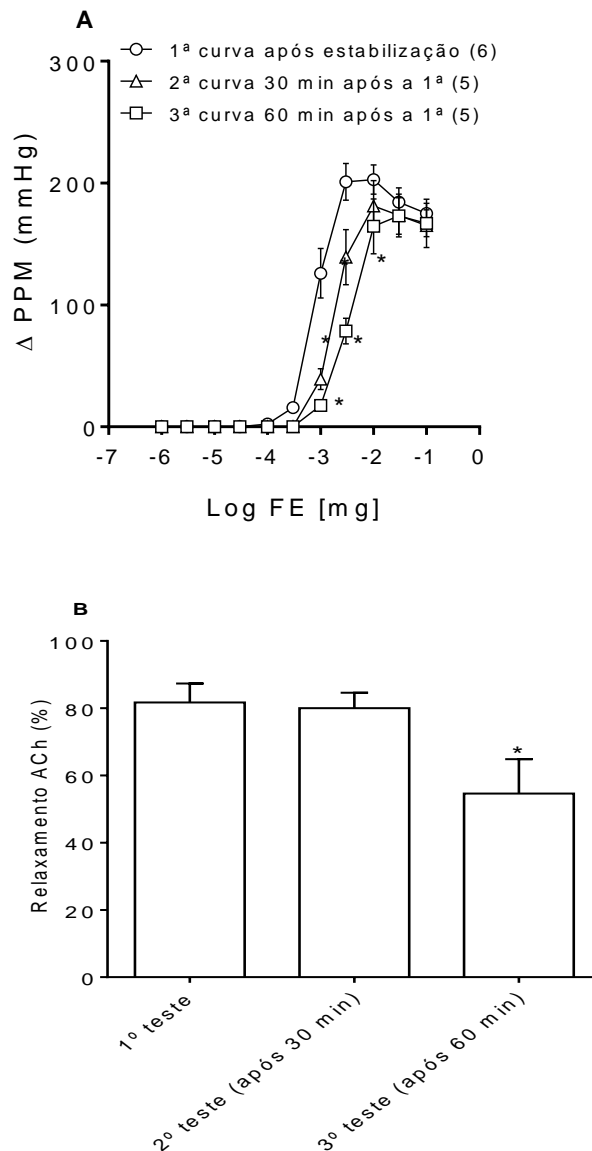 A
1ª curva após estabilização (6)
2ª curva 30 min após a 1ª (5)
3ª curva 60 min após a 1ª (5)
300
200
100
0
Δ PPM (mmHg)
* * * *
-7 -6 -5 -4 -3 -2 -1 0
Log FE [mg]
B
100
80
60
40
20
0
Relaxamento ACh (%)
*
1º teste
2º teste (após 30 min)
3º teste (após 60 min)